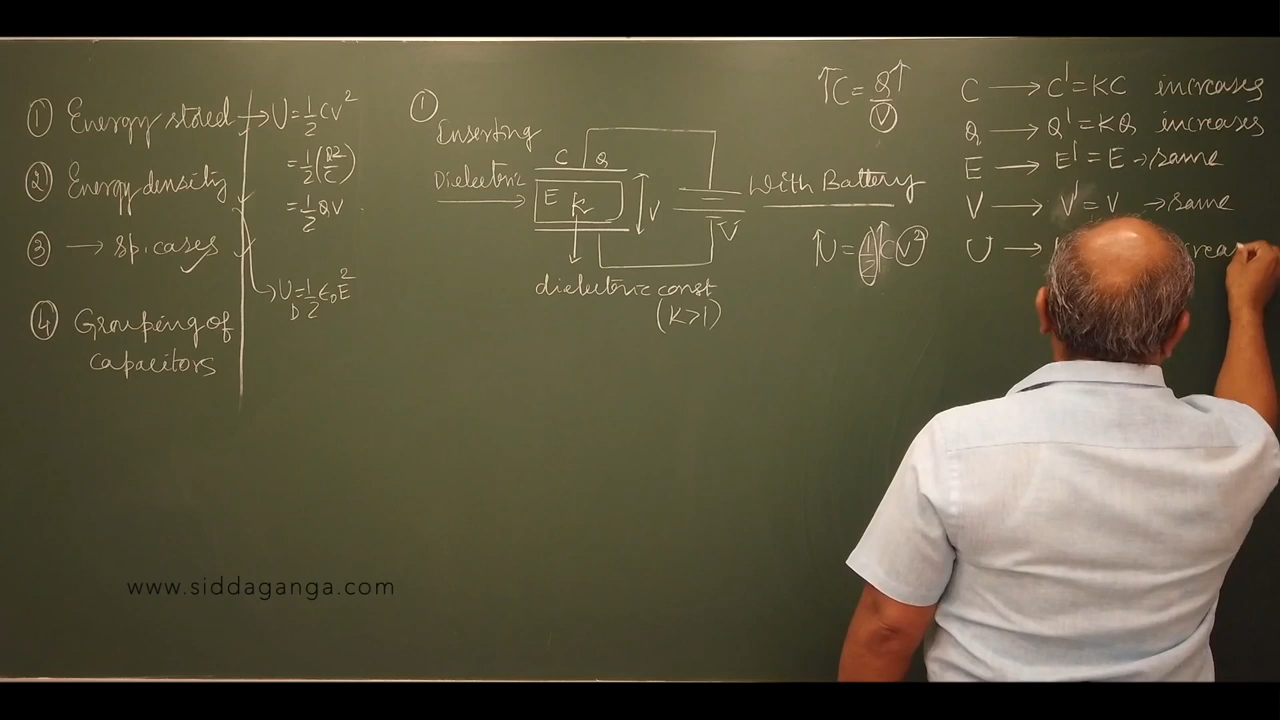 ① Energy stored → U = 1/2 CV²
= 1/2 (Q²/C)
= 1/2 QV
② Energy density
③ → sp. cases
U_D = 1/2 ε₀E²
④ Grouping of
capacitors
①
Inserting
Dielectric
C Q
E K
V
V
dielectric const
(K>1)
With Battery
↑C = Q↑/V
↑U = 1/2 ↑C V²
C → C' = KC increases
Q → Q' = KQ increases
E → E' = E → same
V → V' = V → same
U →
www.siddaganga.com